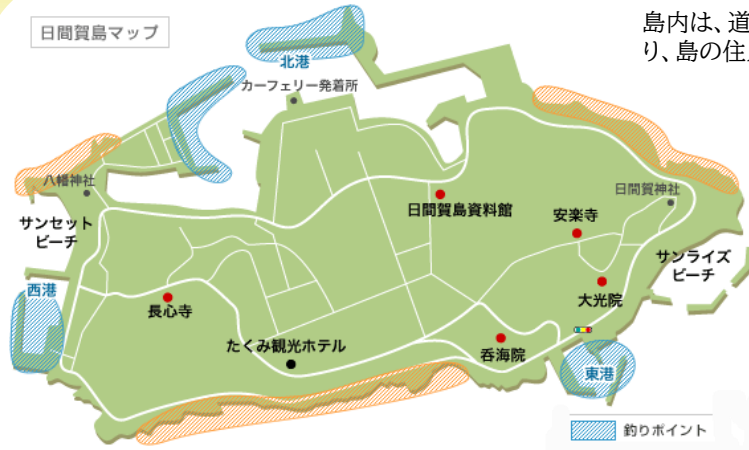 日間賀島マップ
島内は、道
り、島の住
北港
カーフェリー発着所
八幡神社
サンセット
ビーチ
日間賀島資料館
日間賀神社
安楽寺
サンライズ
ビーチ
西港
長心寺
大光院
たくみ観光ホテル
呑海院
東港
釣りポイント